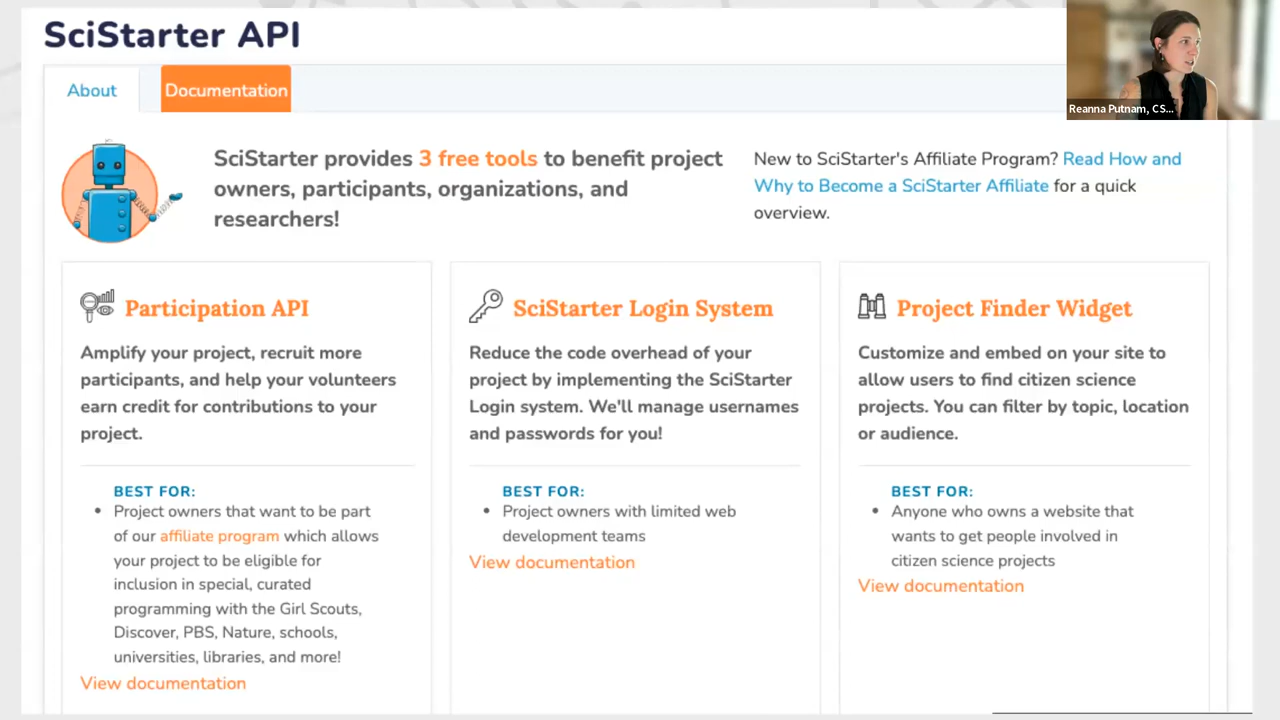 SciStarter API
About
Documentation
Reanna Putnam, CS...
SciStarter provides 3 free tools to benefit project
owners, participants, organizations, and
researchers!
New to SciStarter's Affiliate Program? Read How and
Why to Become a SciStarter Affiliate for a quick
overview.
Participation API
Amplify your project, recruit more
participants, and help your volunteers
earn credit for contributions to your
project.
BEST FOR:
• Project owners that want to be part
of our affiliate program which allows
your project to be eligible for
inclusion in special, curated
programming with the Girl Scouts,
Discover, PBS, Nature, schools,
universities, libraries, and more!
View documentation
SciStarter Login System
Reduce the code overhead of your
project by implementing the SciStarter
Login system. We'll manage usernames
and passwords for you!
BEST FOR:
• Project owners with limited web
development teams
View documentation
Project Finder Widget
Customize and embed on your site to
allow users to find citizen science
projects. You can filter by topic, location
or audience.
BEST FOR:
• Anyone who owns a website that
wants to get people involved in
citizen science projects
View documentation